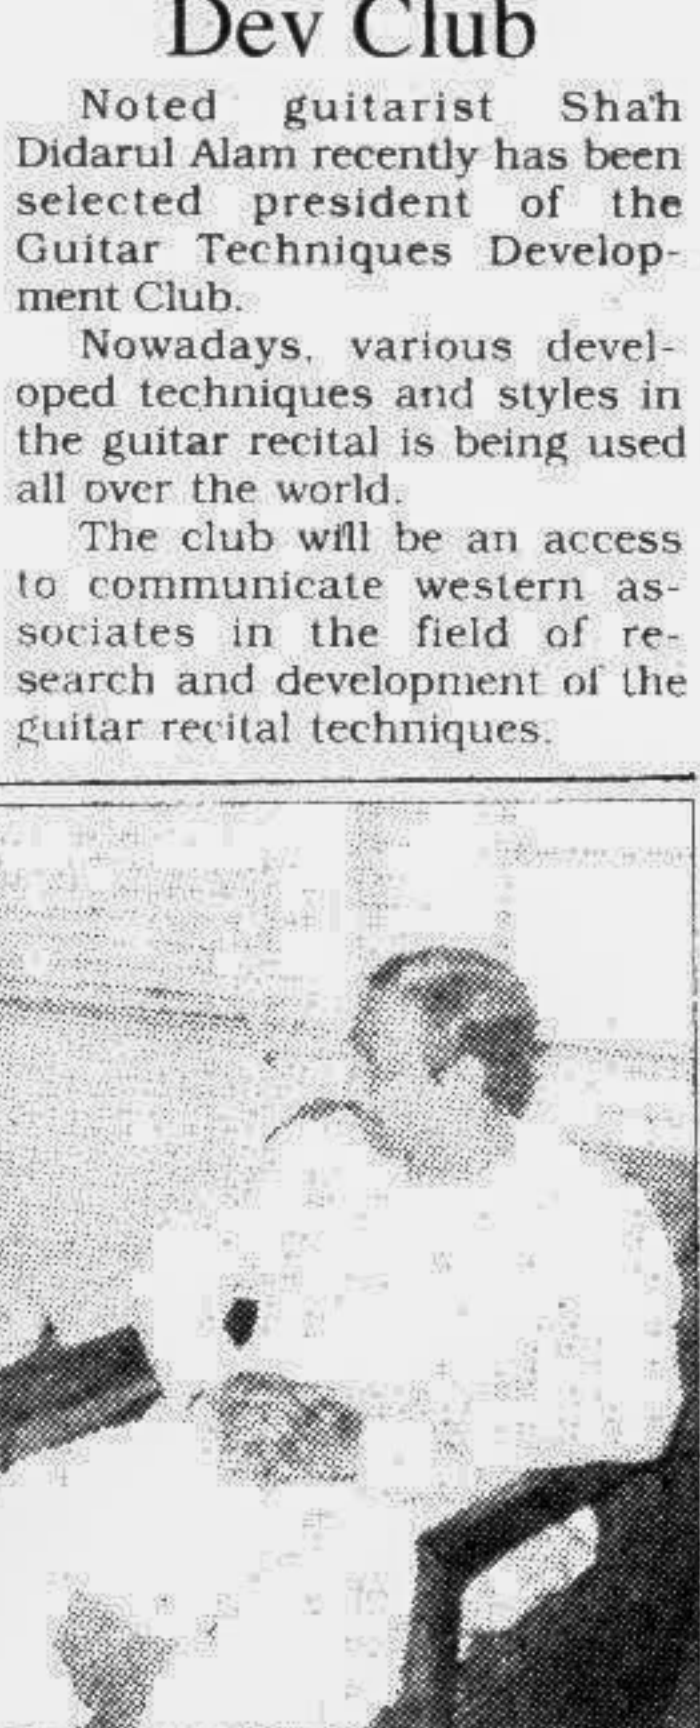 Dev Club
Noted guitarist Shah
Didarul Alam recently has been
selected president of the
Guitar Techniques Develop-
ment Club.
Nowadays, various devel-
oped techniques and styles in
the guitar recital is being used
all over the world.
The club will be an access
to communicate western as-
sociates in the field of re-
search and development of the
guitar recital techniques.